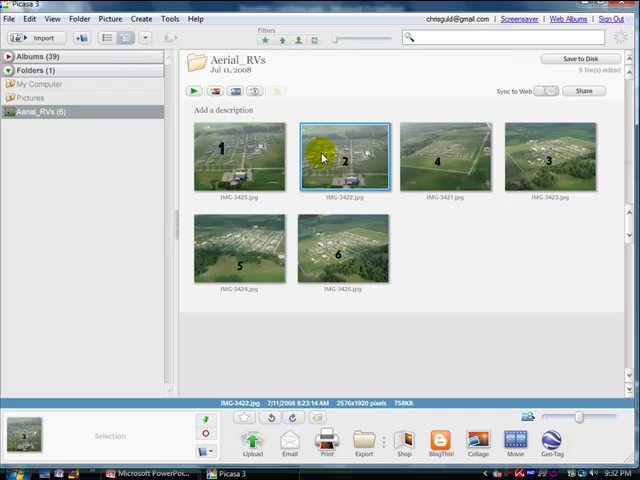 Picasa 3
File Edit View Folder Picture Create Tools Help
chrisguld@gmail.com Screensaver Web Albums Sign Out
Import
Filters
Albums (39)
Folders (1)
My Computer
Pictures
Aerial_RVs (6)
Aerial_RVs
Jul 11, 2008
Save to Disk
8 file(s) edited
Sync to Web
Share
Add a description
1
2
4
3
IMG-3425.jpg
IMG-3422.jpg
IMG-3421.jpg
IMG-3423.jpg
5
6
IMG-3424.jpg
IMG-3426.jpg
IMG-3422.jpg 7/11/2008 8:23:14 AM 2576x1920 pixels 758KB
Selection
Upload
Email
Print
Export
Shop
BlogThis!
Collage
Movie
Geo-Tag
Start
Microsoft PowerPoi...
Picasa 3
9:32 PM